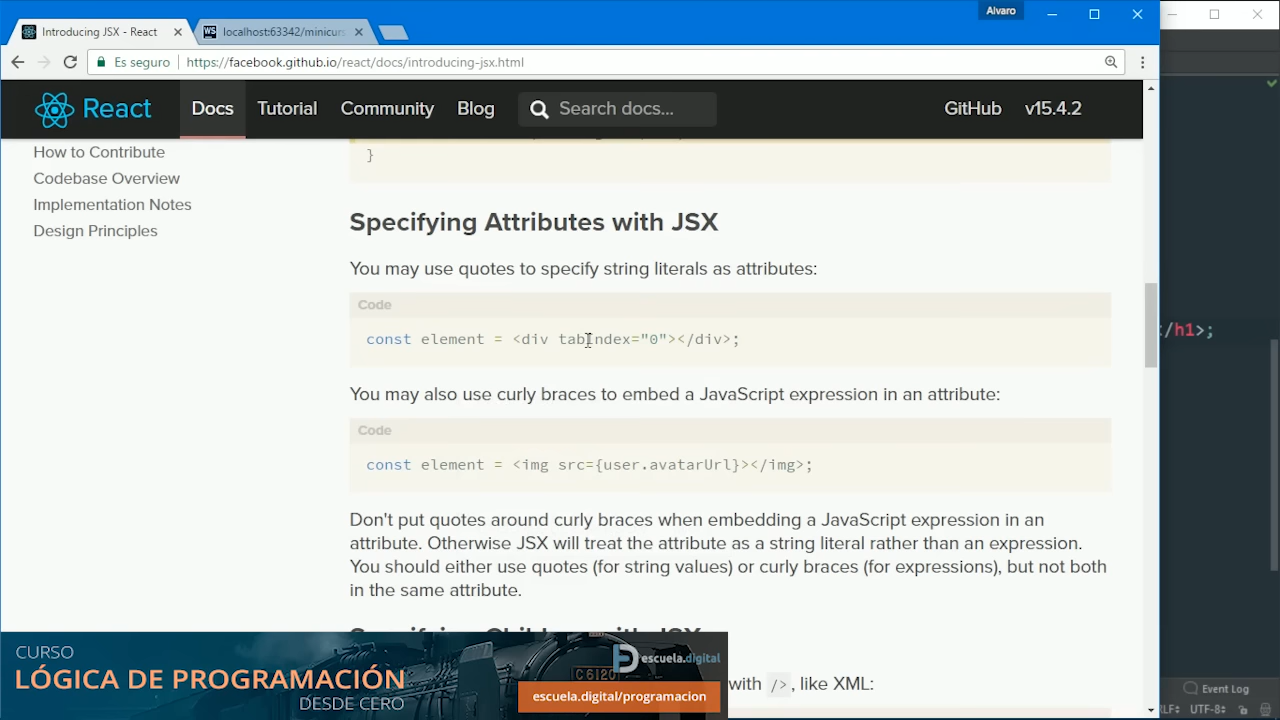 Alvaro
Introducing JSX - React
WS localhost:63342/minicurs
Es seguro https://facebook.github.io/react/docs/introducing-jsx.html
React Docs Tutorial Community Blog Search docs... GitHub v15.4.2
How to Contribute
Codebase Overview
Implementation Notes
Design Principles
}
Specifying Attributes with JSX
You may use quotes to specify string literals as attributes:
Code
const element = <div tabIndex="0"></div>;
You may also use curly braces to embed a JavaScript expression in an attribute:
Code
const element = <img src={user.avatarUrl}></img>;
Don't put quotes around curly braces when embedding a JavaScript expression in an
attribute. Otherwise JSX will treat the attribute as a string literal rather than an expression.
You should either use quotes (for string values) or curly braces (for expressions), but not both
in the same attribute.
Specifying Children with JSX
with />, like XML:
</h1>;
Event Log
LF÷ UTF-8÷
CURSO
LÓGICA DE PROGRAMACIÓN
DESDE CERO
escuela.digital
escuela.digital/programacion
C6120